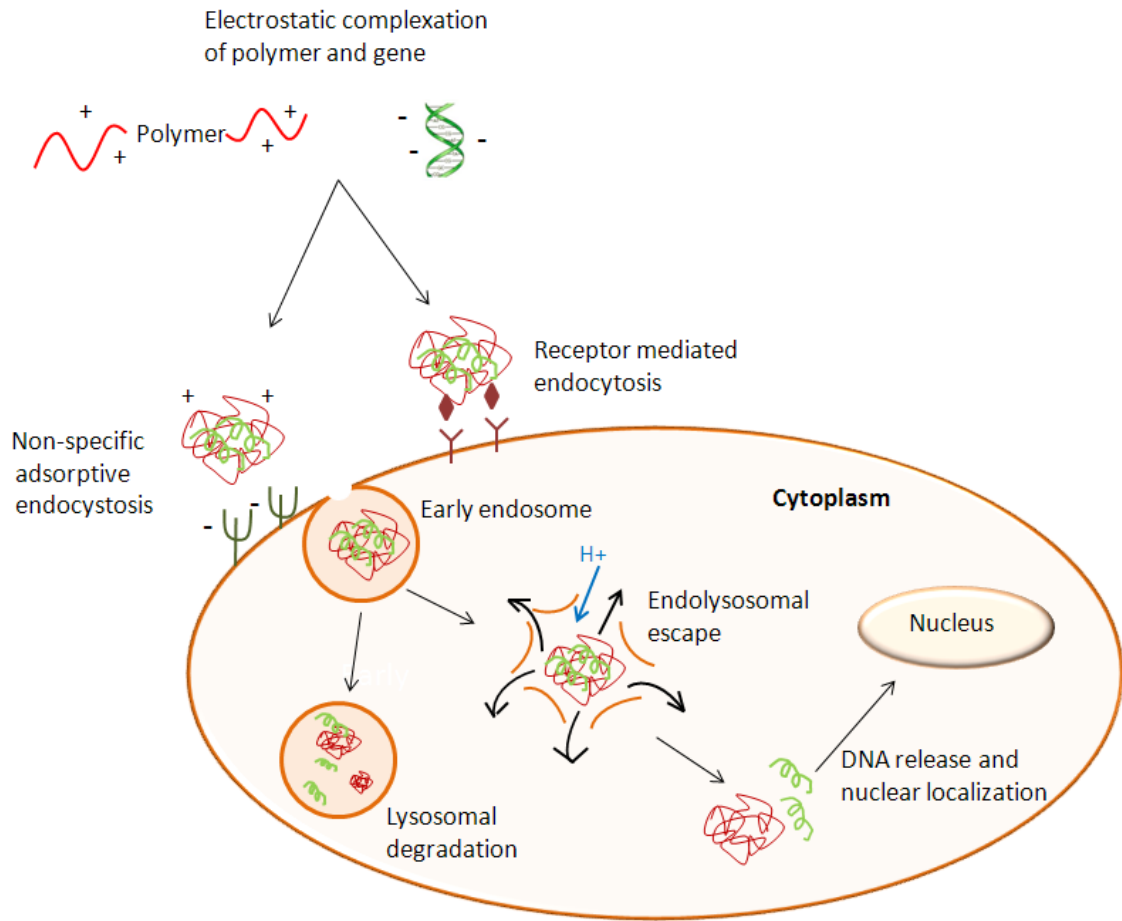 Electrostatic complexation
of polymer and gene
+
+
Polymer
+
+
-
-
-
Receptor mediated
endocytosis
+ +
Non-specific
adsorptive
endocystosis
-
-
Early endosome
Cytoplasm
H+
Endolysosomal
escape
Nucleus
Early
Lysosomal
degradation
DNA release and
nuclear localization